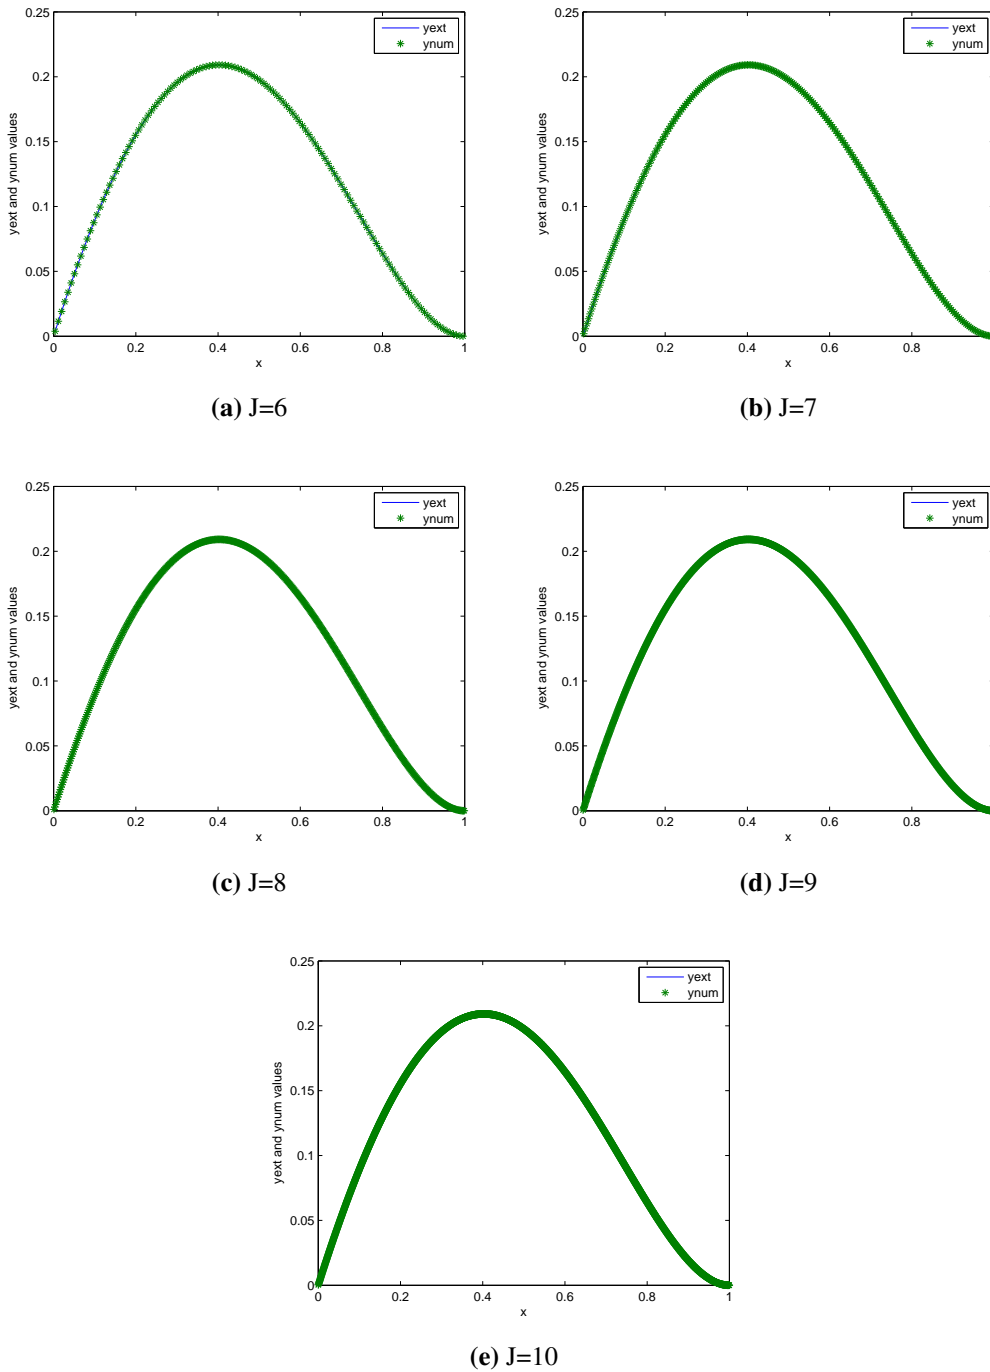 0.25
0.2
0.15
0.1
0.05
0
0 0.2 0.4 0.6 0.8 1
x
yext and ynum values
yext
ynum
(a) J=6
0.25
0.2
0.15
0.1
0.05
0
0 0.2 0.4 0.6 0.8
x
yext and ynum values
yext
ynum
(b) J=7
0.25
0.2
0.15
0.1
0.05
0
0 0.2 0.4 0.6 0.8 1
x
yext and ynum values
yext
ynum
(c) J=8
0.25
0.2
0.15
0.1
0.05
0
0 0.2 0.4 0.6 0.8
x
yext and ynum values
yext
ynum
(d) J=9
0.25
0.2
0.15
0.1
0.05
0
0 0.2 0.4 0.6 0.8 1
x
yext and ynum values
yext
ynum
(e) J=10